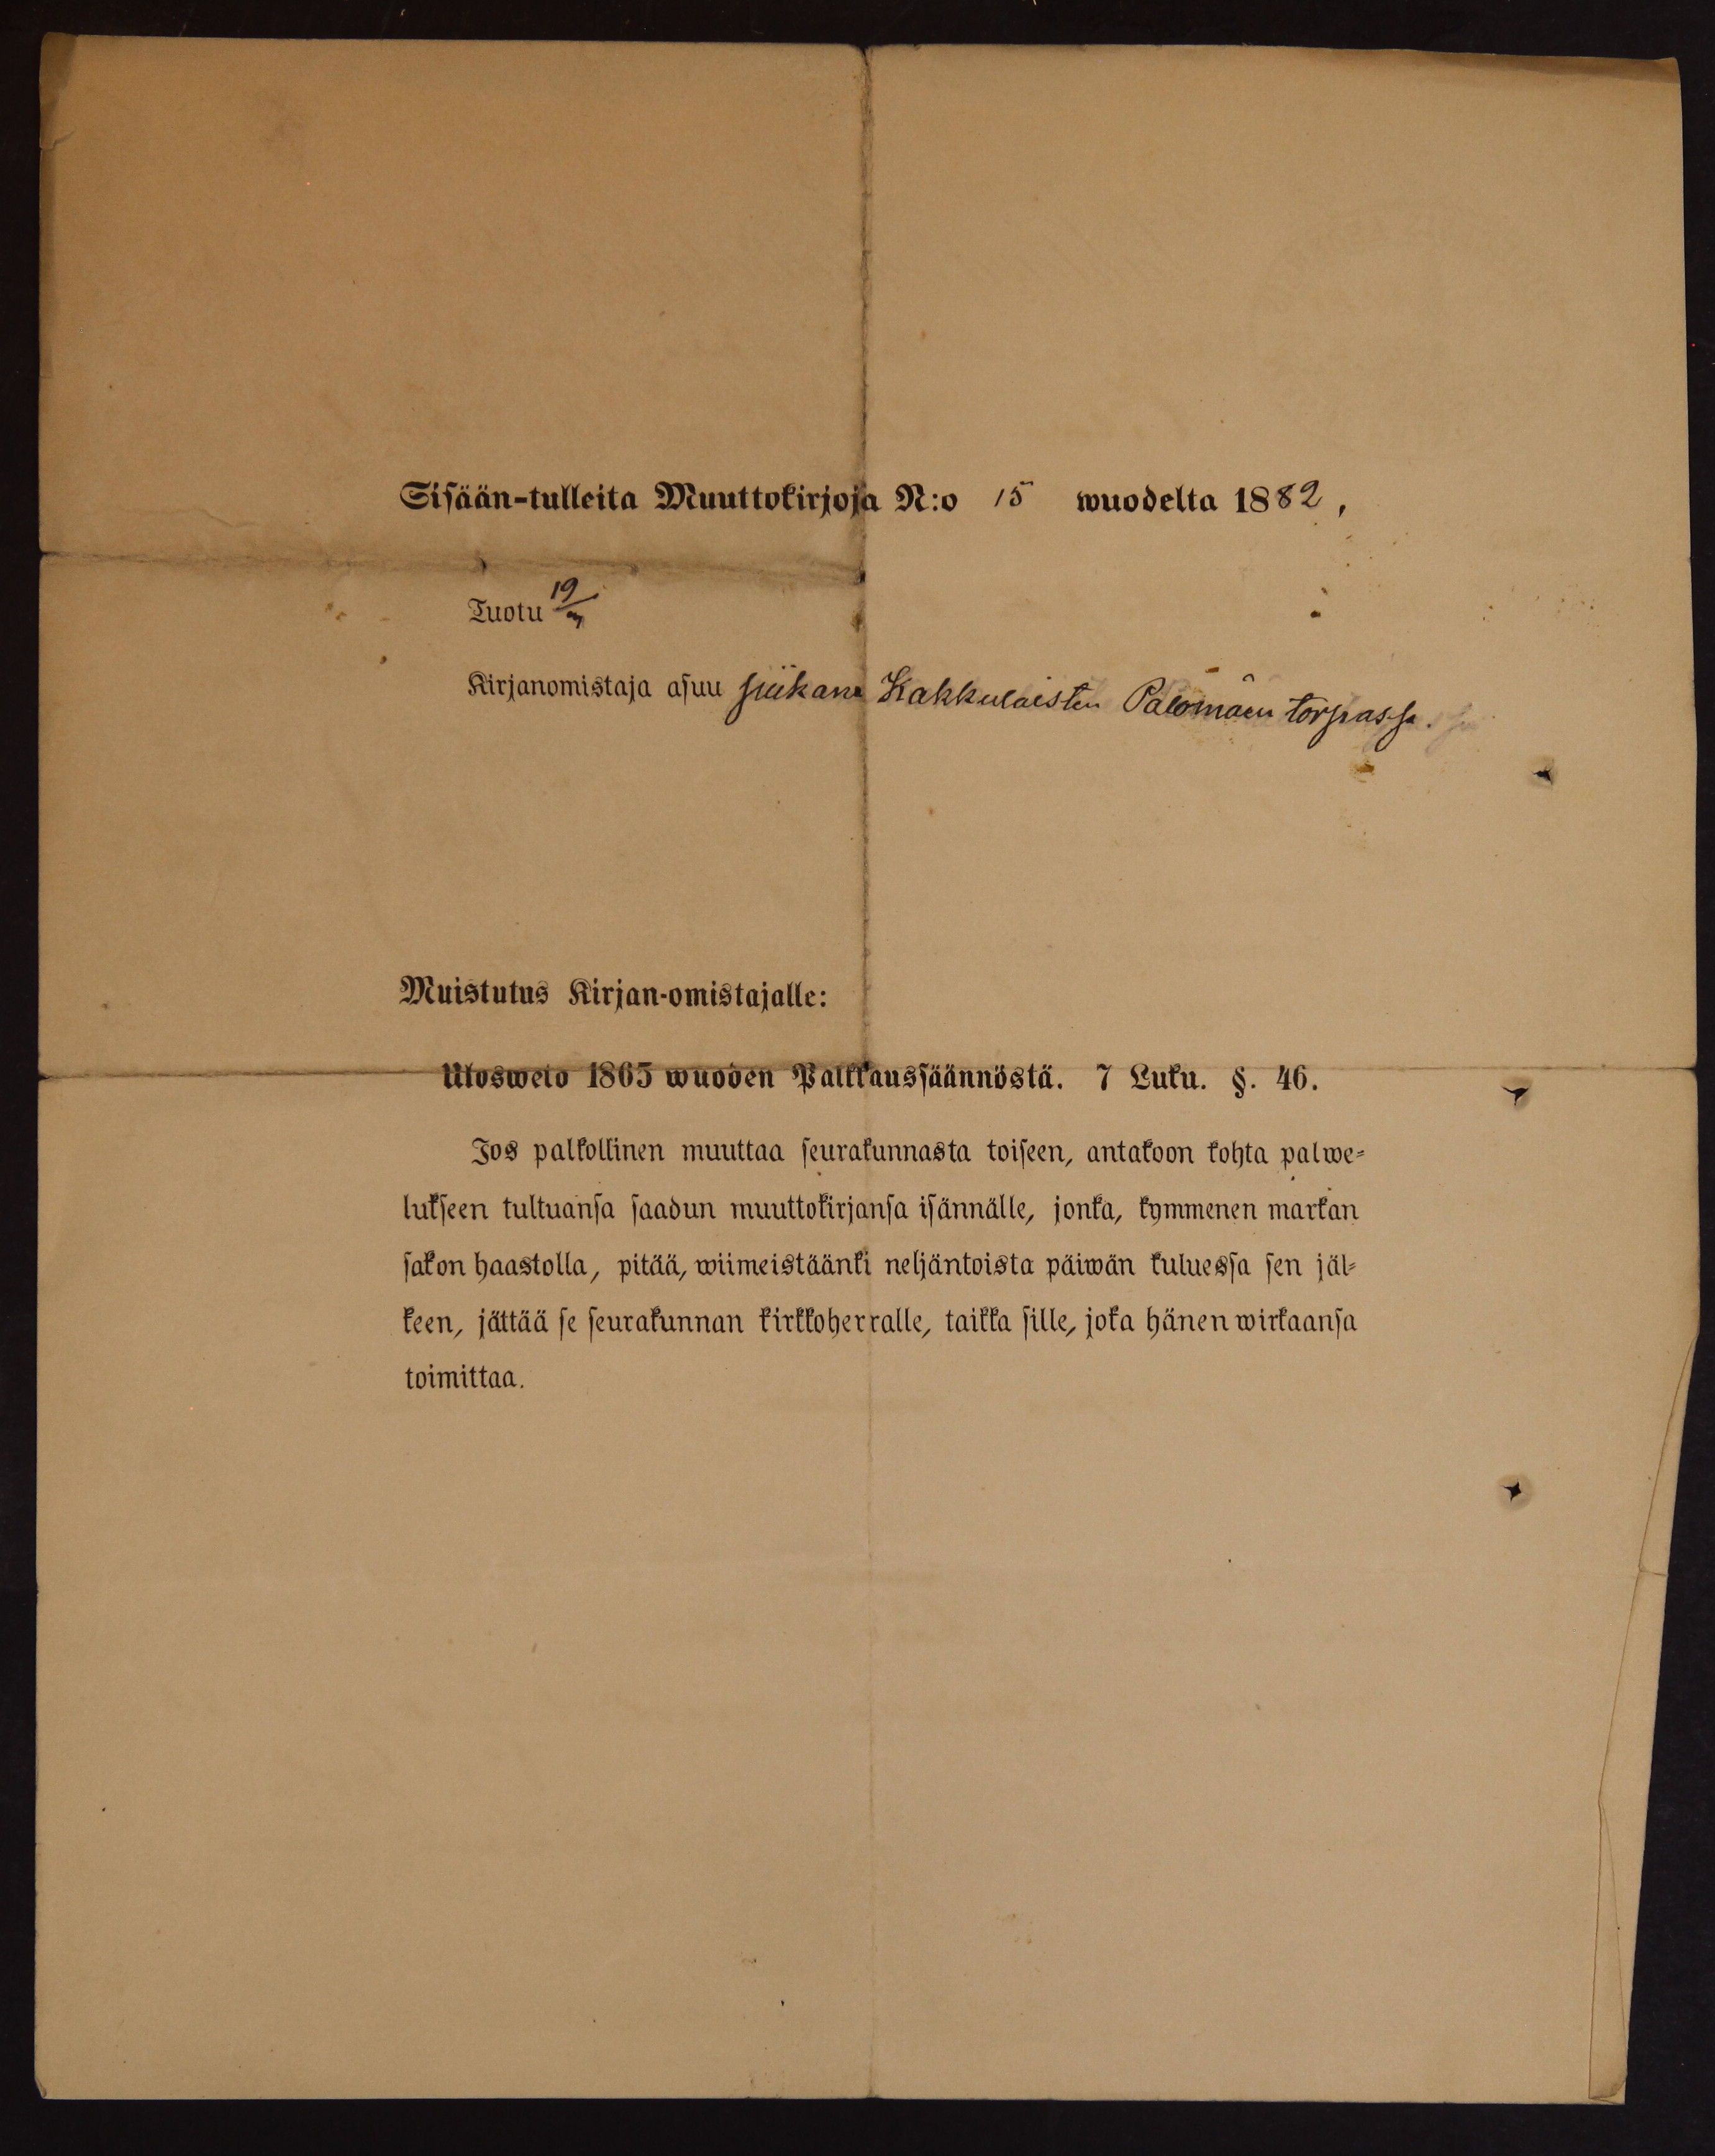 Sisään-tulleita Muuttokirjoja N:o 15 wuodelta 1882,
Tuotu 19/
Kirjanomistaja asuu piikana Kakkulaisten Palomäen torpassa.
Muistutus Kirjan-omistajalle:
Ulosweto 1865 wuoden Palkkaussäännöstä. 7 Luku. §. 46.
Jos palkollinen muuttaa seurakunnasta toiseen, antakoon kohta palwe-
lukseen tultuansa saadun muuttokirjansa isännälle, jonka, kymmenen markan
sakon haastolla, pitää, wiimeistäänki neljäntoista päiwän kuluessa sen jäl-
keen, jättää se seurakunnan kirkkoherralle, taikka sille, joka hänen wirkaansa
toimittaa.